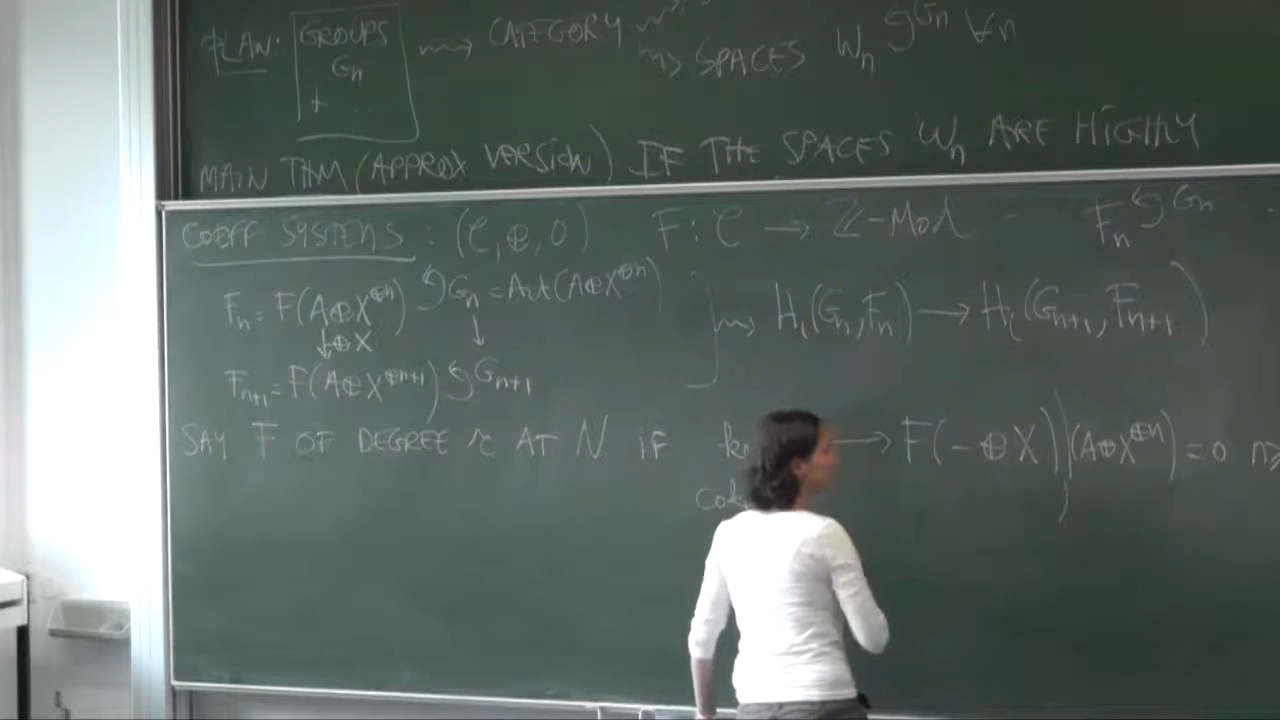 PLAN: GROUPS Gₙ + ... ⇝ CATEGORY ⇝
⇝ SPACES Wₙ ↺ Gₙ ∀n
MAIN THM (APPROX VERSION) IF THE SPACES Wₙ ARE HIGHLY
COEFF SYSTEMS : (C, ⊕, 0) F : C → ℤ-Mod Fₙ ↺ Gₙ
Fₙ = F(A⊕X^⊕n) ↺ Gₙ = Aut(A⊕X^⊕n)
↓⊕X ↓ ⇝ Hᵢ(Gₙ, Fₙ) → Hᵢ(Gₙ₊₁, Fₙ₊₁)
Fₙ₊₁ = F(A⊕X^⊕n+1) ↺ Gₙ₊₁
SAY F OF DEGREE r AT N IF → F(-⊕X))(A⊕X^⊕n) = 0 n≥